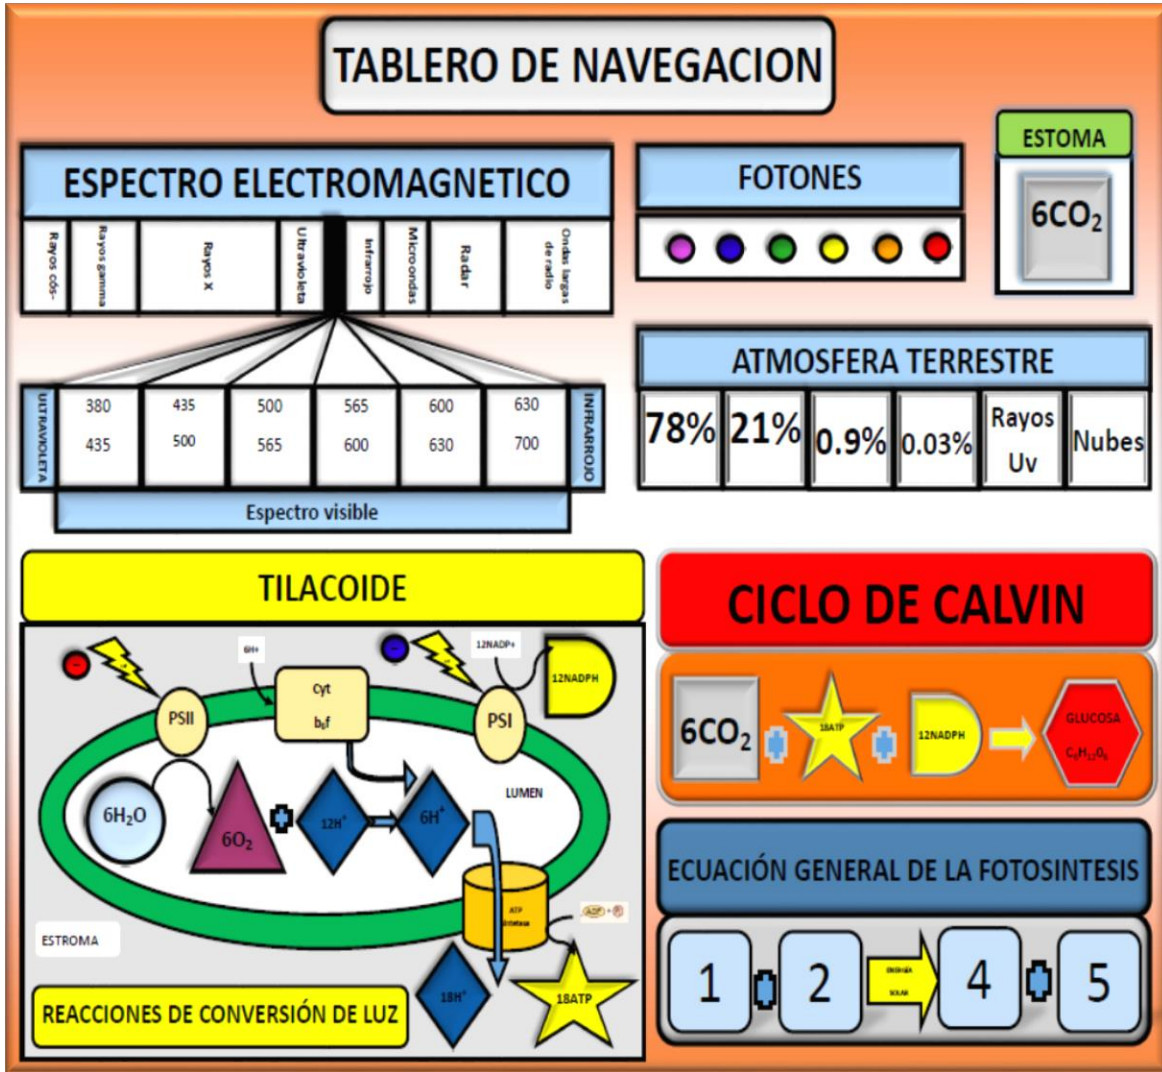 TABLERO DE NAVEGACION
ESPECTRO ELECTROMAGNETICO
Rayos cós-
Rayos gamma
Rayos X
Ultravioleta
Infrarrojo
Microondas
Radar
Ondas largas
de radio
FOTONES
ESTOMA
6CO₂
ULTRAVIOLETA
380
435
435
500
500
565
565
600
600
630
630
700
INFRARROJO
Espectro visible
ATMOSFERA TERRESTRE
78%
21%
0.9%
0.03%
Rayos
Uv
Nubes
TILACOIDE
6H+
12NADP+
12NADPH
PSII
Cyt
b₆f
PSI
LUMEN
6H₂O
6O₂
12H⁺
6H⁺
ATP
ADP + P
ESTROMA
18H⁺
18ATP
REACCIONES DE CONVERSIÓN DE LUZ
CICLO DE CALVIN
6CO₂
18ATP
12NADPH
GLUCOSA
C₆H₁₂O₆
ECUACIÓN GENERAL DE LA FOTOSINTESIS
1
2
ENERGÍA
SOLAR
4
5